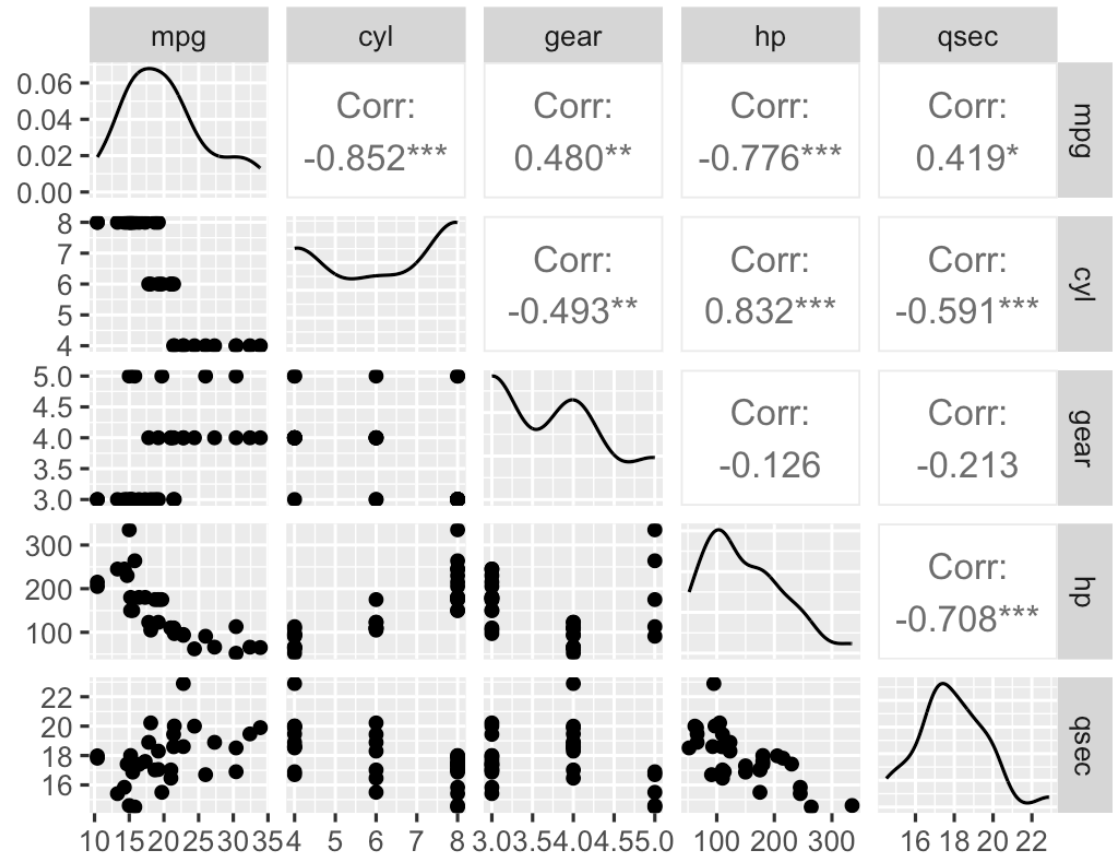 mpg cyl gear hp qsec
0.06
0.04
0.02
0.00
Corr:
-0.852***
Corr:
0.480**
Corr:
-0.776***
Corr:
0.419*
mpg
8
7
6
5
4
Corr:
-0.493**
Corr:
0.832***
Corr:
-0.591***
cyl
5.0
4.5
4.0
3.5
3.0
Corr:
-0.126
Corr:
-0.213
gear
300
200
100
Corr:
-0.708***
hp
22
20
18
16
qsec
10 15 20 25 30 35 4 5 6 7 8 3.0 3.5 4.0 4.5 5.0 100 200 300 16 18 20 22